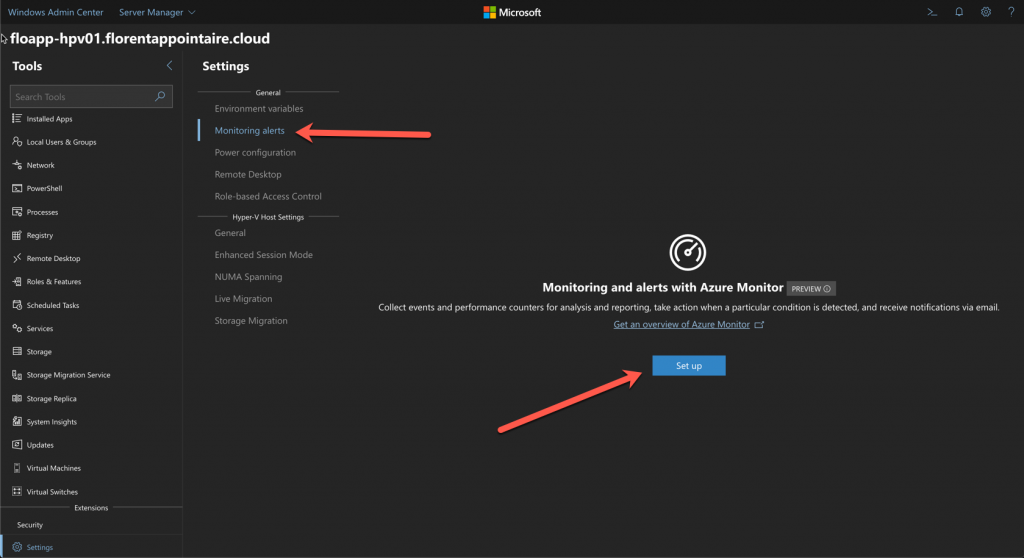 Windows Admin Center Server Manager Microsoft ?
floapp-hpv01.florentappointaire.cloud
Tools
Search Tools
Installed Apps
Local Users & Groups
Network
PowerShell
Processes
Registry
Remote Desktop
Roles & Features
Scheduled Tasks
Services
Storage
Storage Migration Service
Storage Replica
System Insights
Updates
Virtual Machines
Virtual Switches
Extensions
Security
Settings
Settings
General
Environment variables
Monitoring alerts
Power configuration
Remote Desktop
Role-based Access Control
Hyper-V Host Settings
General
Enhanced Session Mode
NUMA Spanning
Live Migration
Storage Migration
Monitoring and alerts with Azure Monitor PREVIEW
Collect events and performance counters for analysis and reporting, take action when a particular condition is detected, and receive notifications via email.
Get an overview of Azure Monitor
Set up